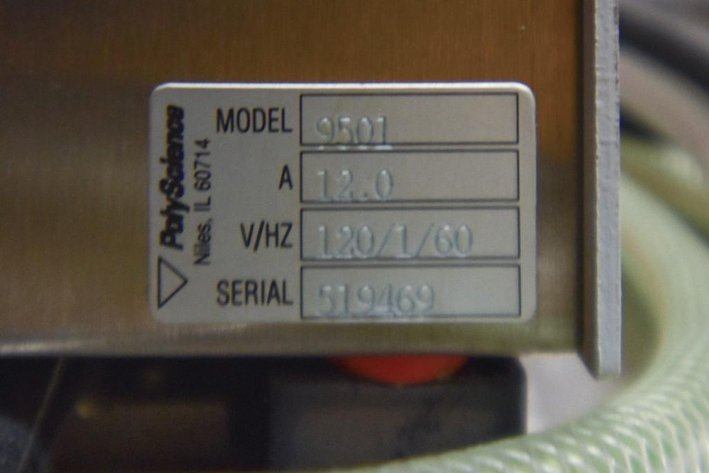 PolyScience
Niles, IL 60714
MODEL 9501
A 12.0
V/HZ 120/1/60
SERIAL 519469